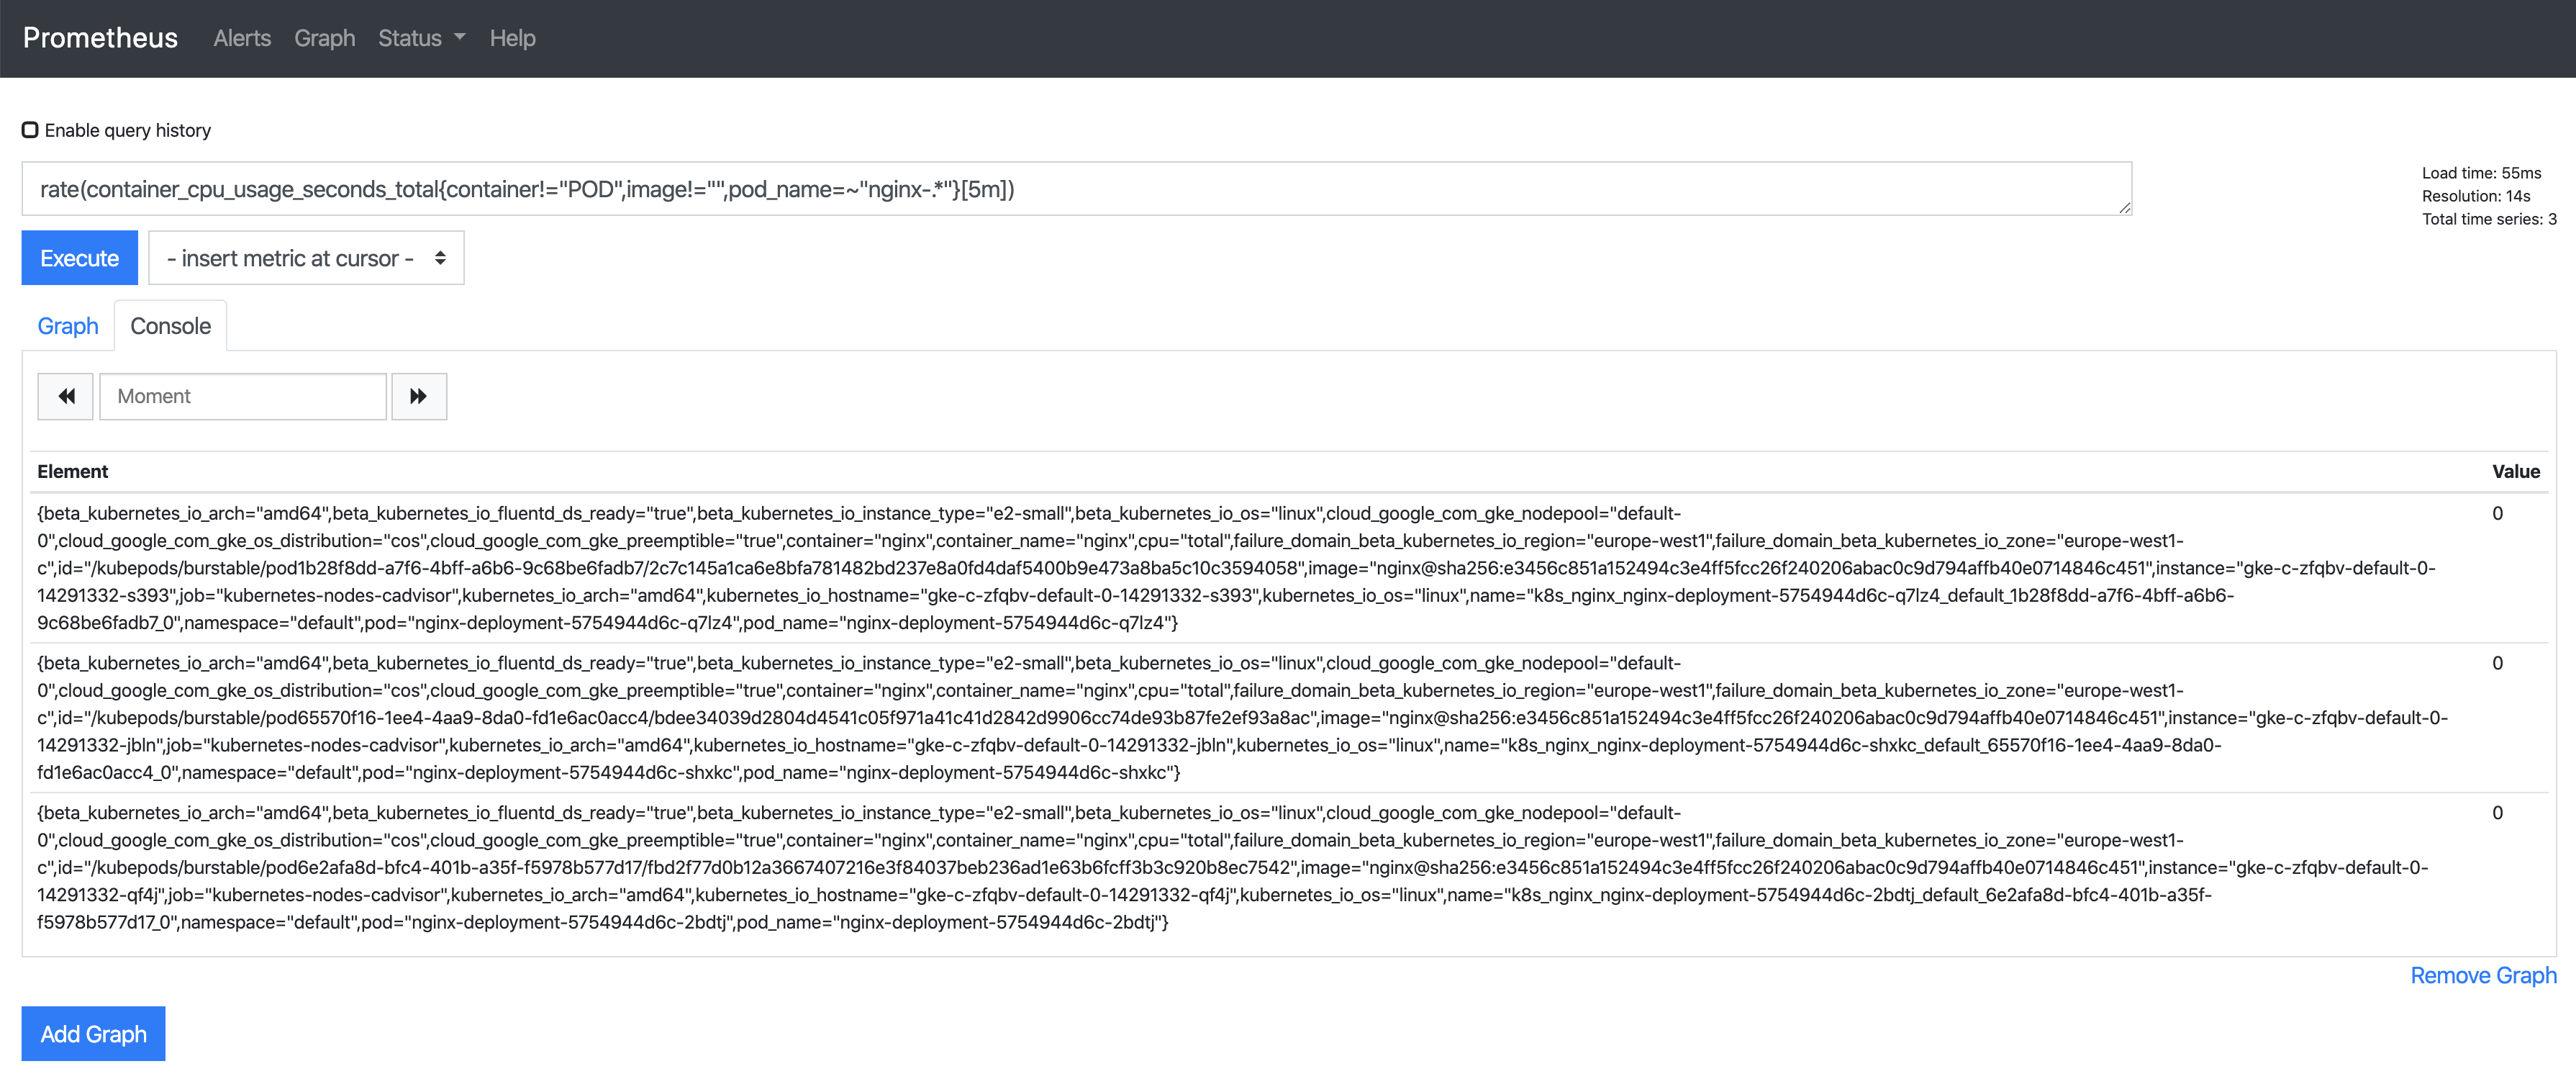 Prometheus Alerts Graph Status Help
Enable query history
rate(container_cpu_usage_seconds_total{container!="POD",image!="",pod_name=~"nginx-.*"}[5m])
Load time: 55ms
Resolution: 14s
Total time series: 3
Execute - insert metric at cursor -
Graph Console
Moment
Element Value
{beta_kubernetes_io_arch="amd64",beta_kubernetes_io_fluentd_ds_ready="true",beta_kubernetes_io_instance_type="e2-small",beta_kubernetes_io_os="linux",cloud_google_com_gke_nodepool="default- 0
0",cloud_google_com_gke_os_distribution="cos",cloud_google_com_gke_preemptible="true",container="nginx",container_name="nginx",cpu="total",failure_domain_beta_kubernetes_io_region="europe-west1",failure_domain_beta_kubernetes_io_zone="europe-west1-
c",id="/kubepods/burstable/pod1b28f8dd-a7f6-4bff-a6b6-9c68be6fadb7/2c7c145a1ca6e8bfa781482bd237e8a0fd4daf5400b9e473a8ba5c10c3594058",image="nginx@sha256:e3456c851a152494c3e4ff5fcc26f240206abac0c9d794affb40e0714846c451",instance="gke-c-zfqbv-default-0-
14291332-s393",job="kubernetes-nodes-cadvisor",kubernetes_io_arch="amd64",kubernetes_io_hostname="gke-c-zfqbv-default-0-14291332-s393",kubernetes_io_os="linux",name="k8s_nginx_nginx-deployment-5754944d6c-q7lz4_default_1b28f8dd-a7f6-4bff-a6b6-
9c68be6fadb7_0",namespace="default",pod="nginx-deployment-5754944d6c-q7lz4",pod_name="nginx-deployment-5754944d6c-q7lz4"}
{beta_kubernetes_io_arch="amd64",beta_kubernetes_io_fluentd_ds_ready="true",beta_kubernetes_io_instance_type="e2-small",beta_kubernetes_io_os="linux",cloud_google_com_gke_nodepool="default- 0
0",cloud_google_com_gke_os_distribution="cos",cloud_google_com_gke_preemptible="true",container="nginx",container_name="nginx",cpu="total",failure_domain_beta_kubernetes_io_region="europe-west1",failure_domain_beta_kubernetes_io_zone="europe-west1-
c",id="/kubepods/burstable/pod65570f16-1ee4-4aa9-8da0-fd1e6ac0acc4/bdee34039d2804d4541c05f971a41c41d2842d9906cc74de93b87fe2ef93a8ac",image="nginx@sha256:e3456c851a152494c3e4ff5fcc26f240206abac0c9d794affb40e0714846c451",instance="gke-c-zfqbv-default-0-
14291332-jbln",job="kubernetes-nodes-cadvisor",kubernetes_io_arch="amd64",kubernetes_io_hostname="gke-c-zfqbv-default-0-14291332-jbln",kubernetes_io_os="linux",name="k8s_nginx_nginx-deployment-5754944d6c-shxkc_default_65570f16-1ee4-4aa9-8da0-
fd1e6ac0acc4_0",namespace="default",pod="nginx-deployment-5754944d6c-shxkc",pod_name="nginx-deployment-5754944d6c-shxkc"}
{beta_kubernetes_io_arch="amd64",beta_kubernetes_io_fluentd_ds_ready="true",beta_kubernetes_io_instance_type="e2-small",beta_kubernetes_io_os="linux",cloud_google_com_gke_nodepool="default- 0
0",cloud_google_com_gke_os_distribution="cos",cloud_google_com_gke_preemptible="true",container="nginx",container_name="nginx",cpu="total",failure_domain_beta_kubernetes_io_region="europe-west1",failure_domain_beta_kubernetes_io_zone="europe-west1-
c",id="/kubepods/burstable/pod6e2afa8d-bfc4-401b-a35f-f5978b577d17/fbd2f77d0b12a3667407216e3f84037beb236ad1e63b6fcff3b3c920b8ec7542",image="nginx@sha256:e3456c851a152494c3e4ff5fcc26f240206abac0c9d794affb40e0714846c451",instance="gke-c-zfqbv-default-0-
14291332-qf4j",job="kubernetes-nodes-cadvisor",kubernetes_io_arch="amd64",kubernetes_io_hostname="gke-c-zfqbv-default-0-14291332-qf4j",kubernetes_io_os="linux",name="k8s_nginx_nginx-deployment-5754944d6c-2bdtj_default_6e2afa8d-bfc4-401b-a35f-
f5978b577d17_0",namespace="default",pod="nginx-deployment-5754944d6c-2bdtj",pod_name="nginx-deployment-5754944d6c-2bdtj"}
Remove Graph
Add Graph